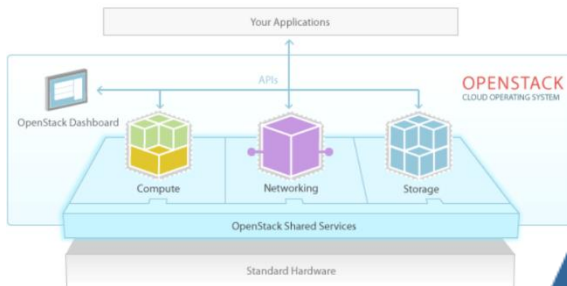 Your Applications
APIs
OPENSTACK
CLOUD OPERATING SYSTEM
OpenStack Dashboard
Compute
Networking
Storage
OpenStack Shared Services
Standard Hardware